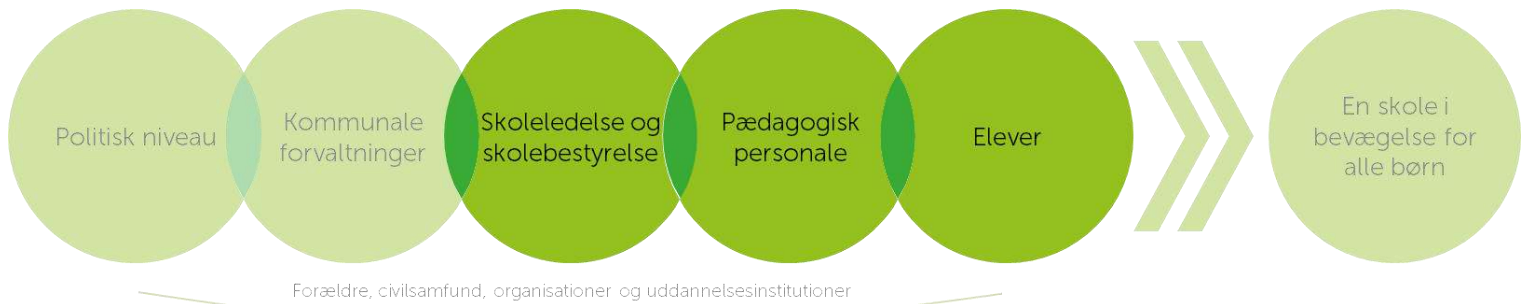 Politisk niveau
Kommunale
forvaltninger
Skoleledelse og
skolebestyrelse
Pædagogisk
personale
Elever
En skole i
bevægelse for
alle børn
Forældre, civilsamfund, organisationer og uddannelsesinstitutioner